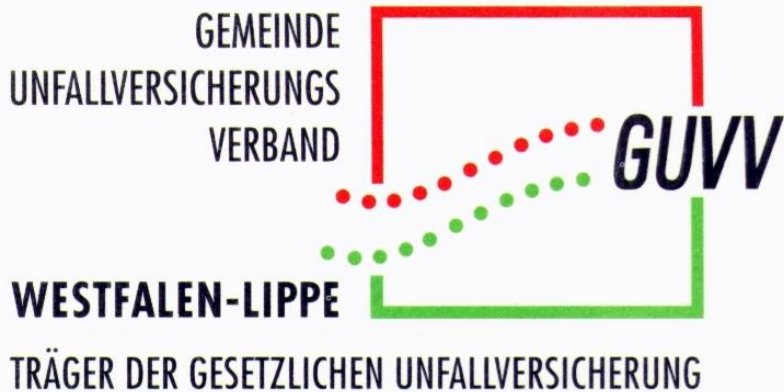 GEMEINDE
UNFALLVERSICHERUNGS
VERBAND
GUVV
WESTFALEN-LIPPE
TRÄGER DER GESETZLICHEN UNFALLVERSICHERUNG